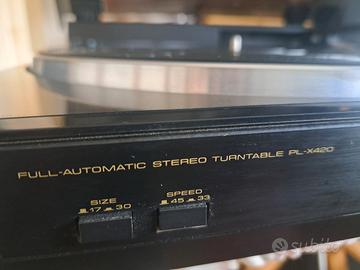 FULL-AUTOMATIC STEREO TURNTABLE PL-X420
SIZE
17 30
SPEED
45 33
subito